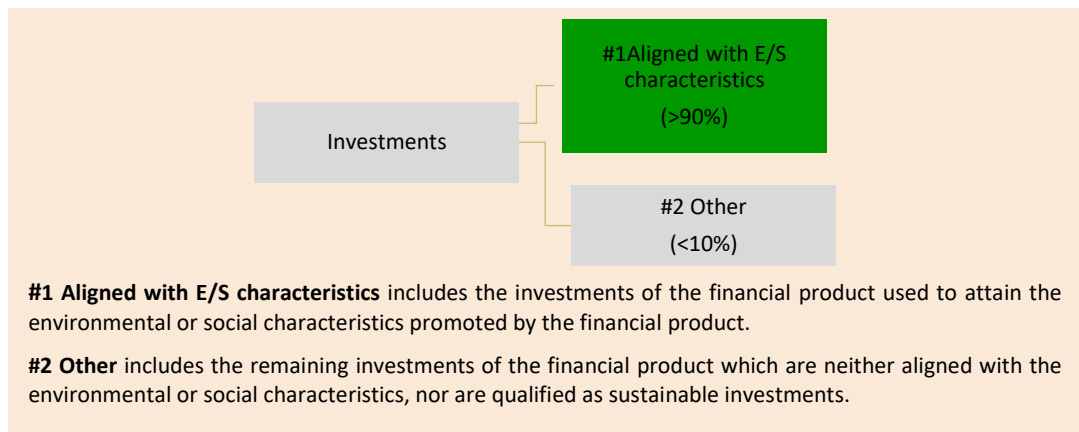 #1Aligned with E/S
characteristics
(>90%)
Investments
#2 Other
(<10%)
#1 Aligned with E/S characteristics includes the investments of the financial product used to attain the
environmental or social characteristics promoted by the financial product.
#2 Other includes the remaining investments of the financial product which are neither aligned with the
environmental or social characteristics, nor are qualified as sustainable investments.